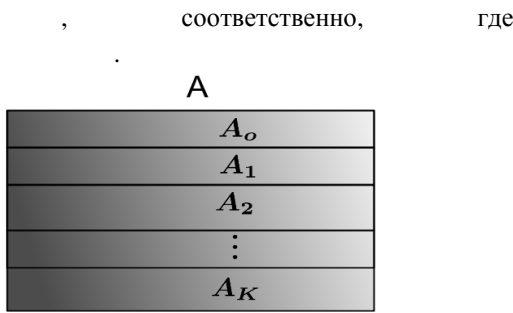 , соответственно, где
.
A
A_o
A_1
A_2
⋮
A_K